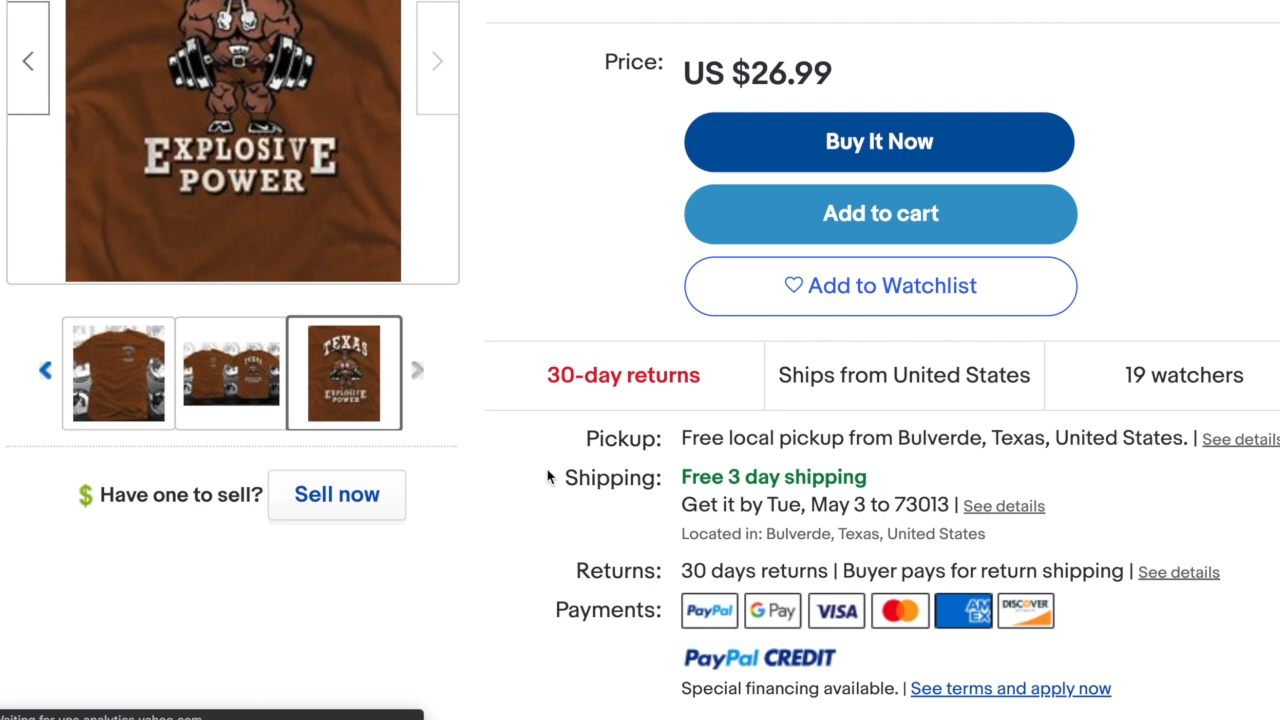 EXPLOSIVE
POWER
TEXAS
EXPLOSIVE
POWER
Have one to sell?
Sell now
Price:
US $26.99
Buy It Now
Add to cart
Add to Watchlist
30-day returns
Ships from United States
19 watchers
Pickup: Free local pickup from Bulverde, Texas, United States. | See details
Shipping: Free 3 day shipping
Get it by Tue, May 3 to 73013 | See details
Located in: Bulverde, Texas, United States
Returns: 30 days returns | Buyer pays for return shipping | See details
Payments: PayPal G Pay VISA AMEX DISCOVER
PayPal CREDIT
Special financing available. | See terms and apply now